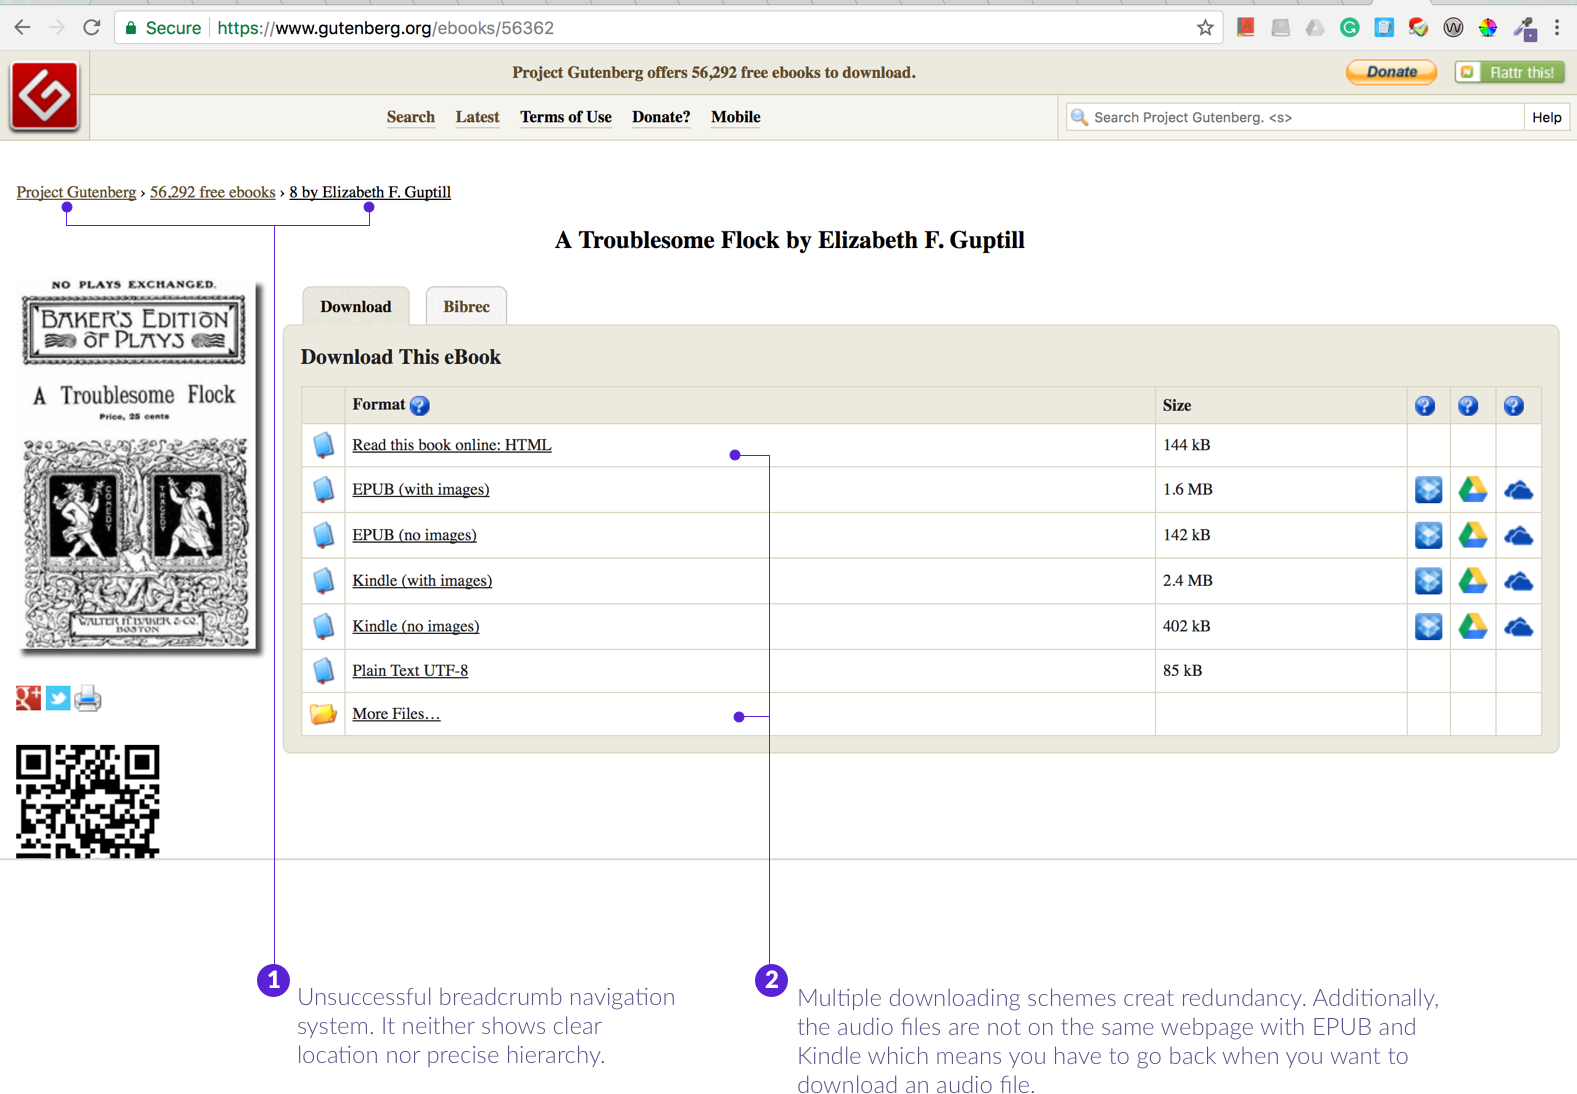 Secure https://www.gutenberg.org/ebooks/56362
Project Gutenberg offers 56,292 free ebooks to download.
Donate
Flattr this!
Search Latest Terms of Use Donate? Mobile
Search Project Gutenberg. <s>
Help
Project Gutenberg › 56,292 free ebooks › 8 by Elizabeth F. Guptill
A Troublesome Flock by Elizabeth F. Guptill
NO PLAYS EXCHANGED.
BAKER'S EDITION
OF PLAYS
A Troublesome Flock
Price, 25 cents
COMEDY
TRAGEDY
WALTER H. BAKER & CO.
BOSTON
g+
Download Bibrec
Download This eBook
Format ? Size ? ? ?
Read this book online: HTML 144 kB
EPUB (with images) 1.6 MB
EPUB (no images) 142 kB
Kindle (with images) 2.4 MB
Kindle (no images) 402 kB
Plain Text UTF-8 85 kB
More Files…
1
Unsuccessful breadcrumb navigation
system. It neither shows clear
location nor precise hierarchy.
2
Multiple downloading schemes creat redundancy. Additionally,
the audio files are not on the same webpage with EPUB and
Kindle which means you have to go back when you want to
download an audio file.